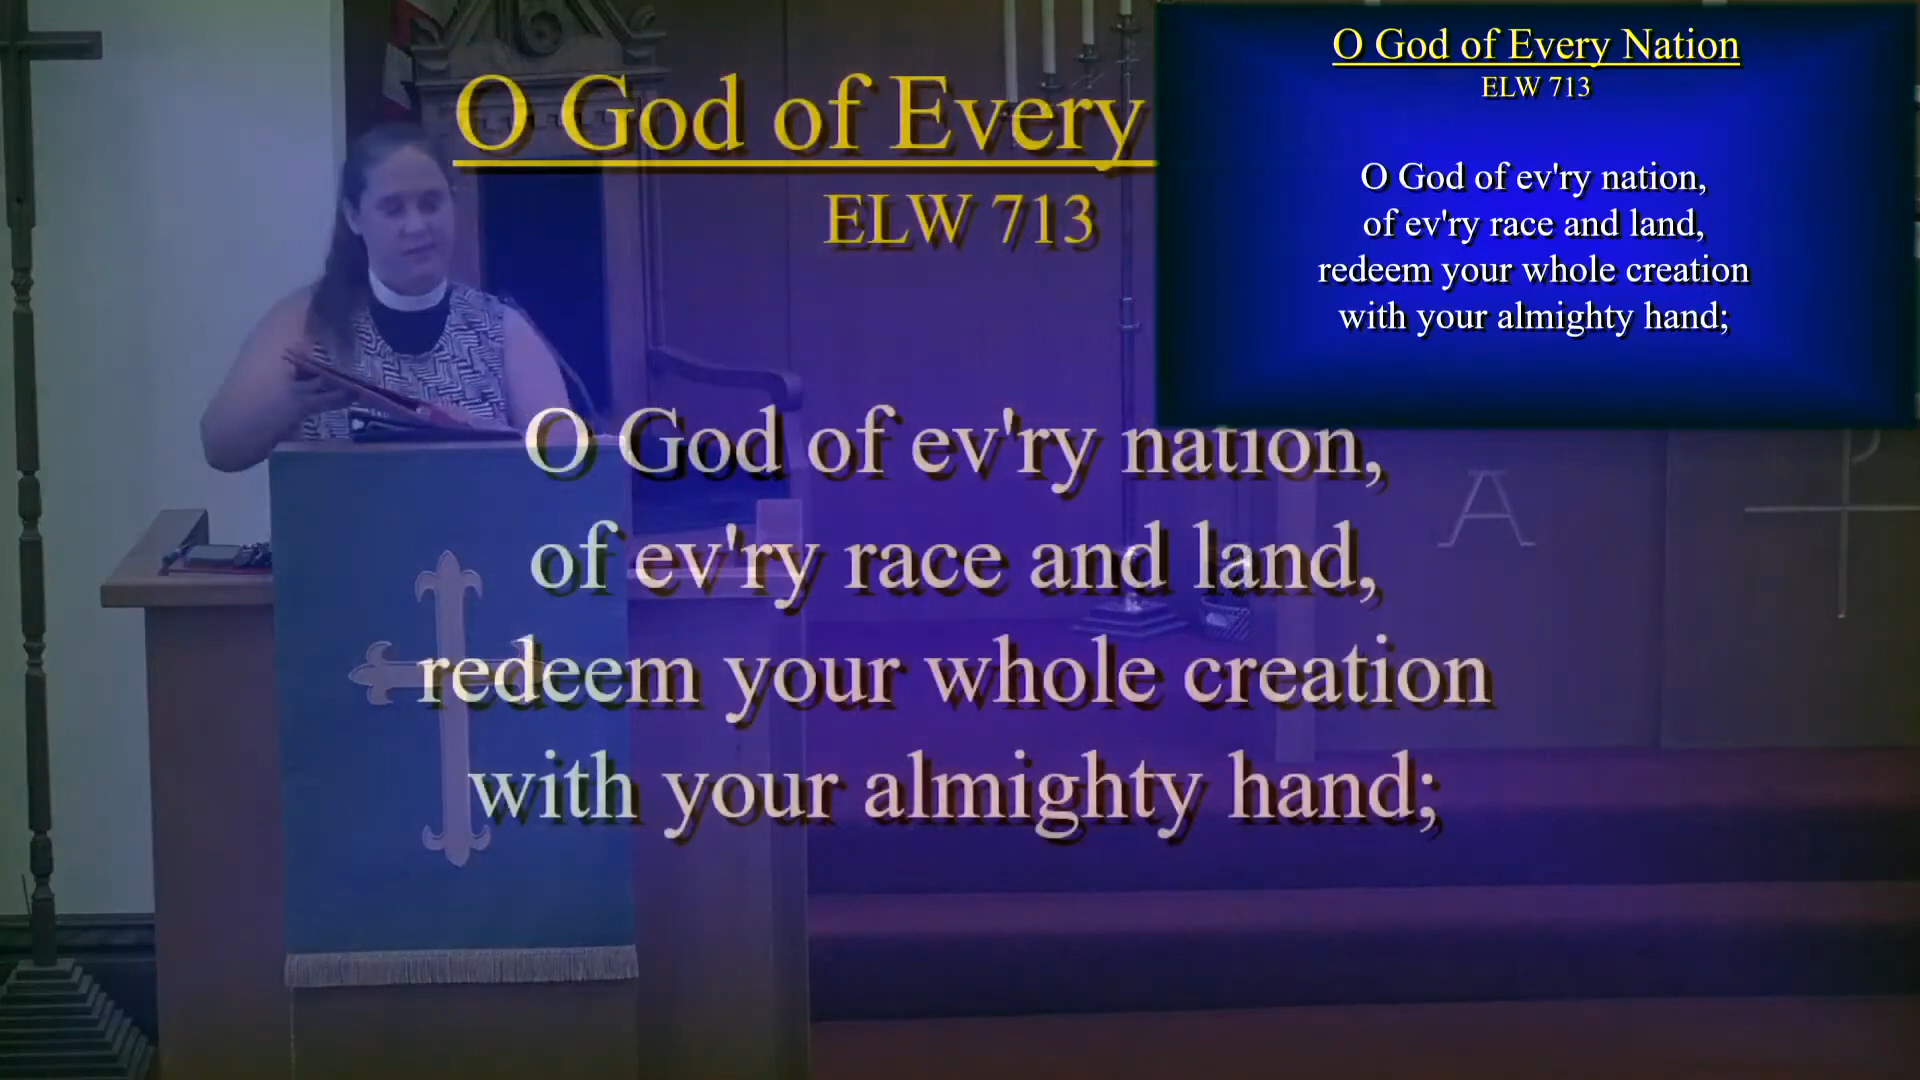 O God of Every
ELW 713
O God of ev'ry nation,
of ev'ry race and land,
redeem your whole creation
with your almighty hand;
O God of Every Nation
ELW 713
O God of ev'ry nation,
of ev'ry race and land,
redeem your whole creation
with your almighty hand;
A